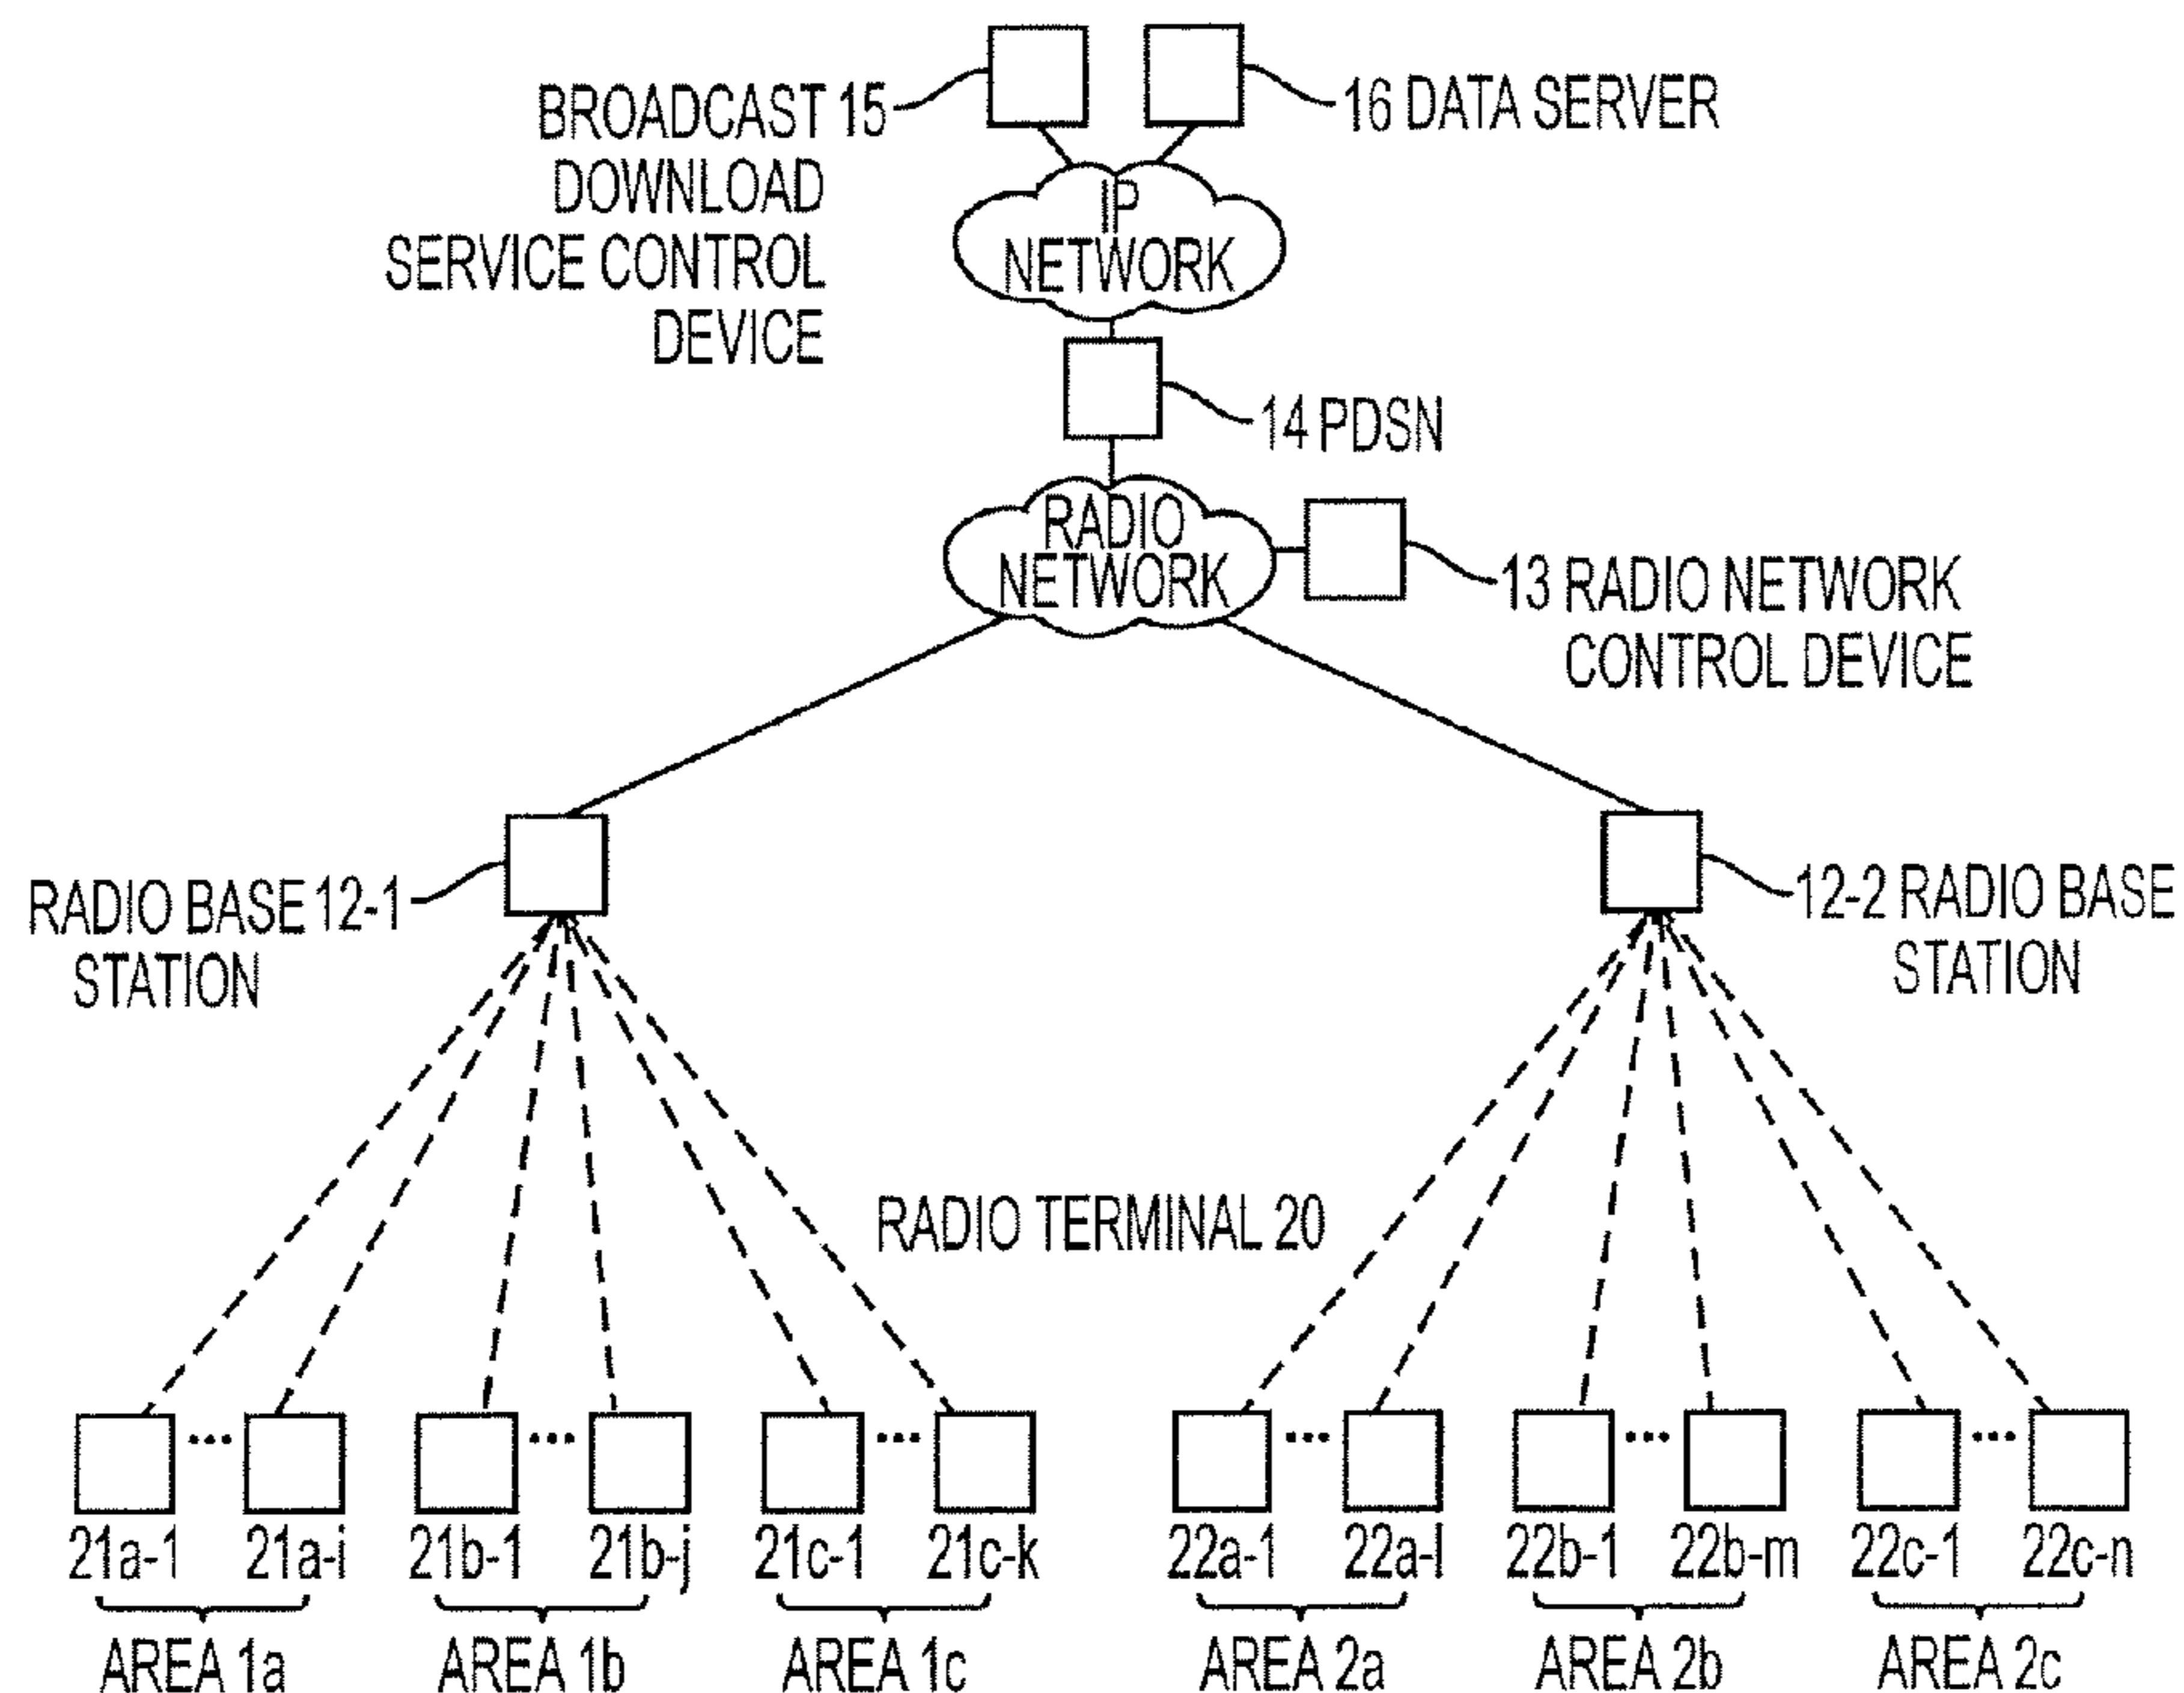 BROADCAST 15
DOWNLOAD
SERVICE CONTROL
DEVICE
16 DATA SERVER
IP
NETWORK
14 PDSN
RADIO
NETWORK
13 RADIO NETWORK
CONTROL DEVICE
RADIO BASE 12-1
STATION
12-2 RADIO BASE
STATION
RADIO TERMINAL 20
21a-1 ... 21a-i 21b-1 ... 21b-j 21c-1 ... 21c-k 22a-1 ... 22a-l 22b-1 ... 22b-m 22c-1 ... 22c-n
AREA 1a AREA 1b AREA 1c AREA 2a AREA 2b AREA 2c